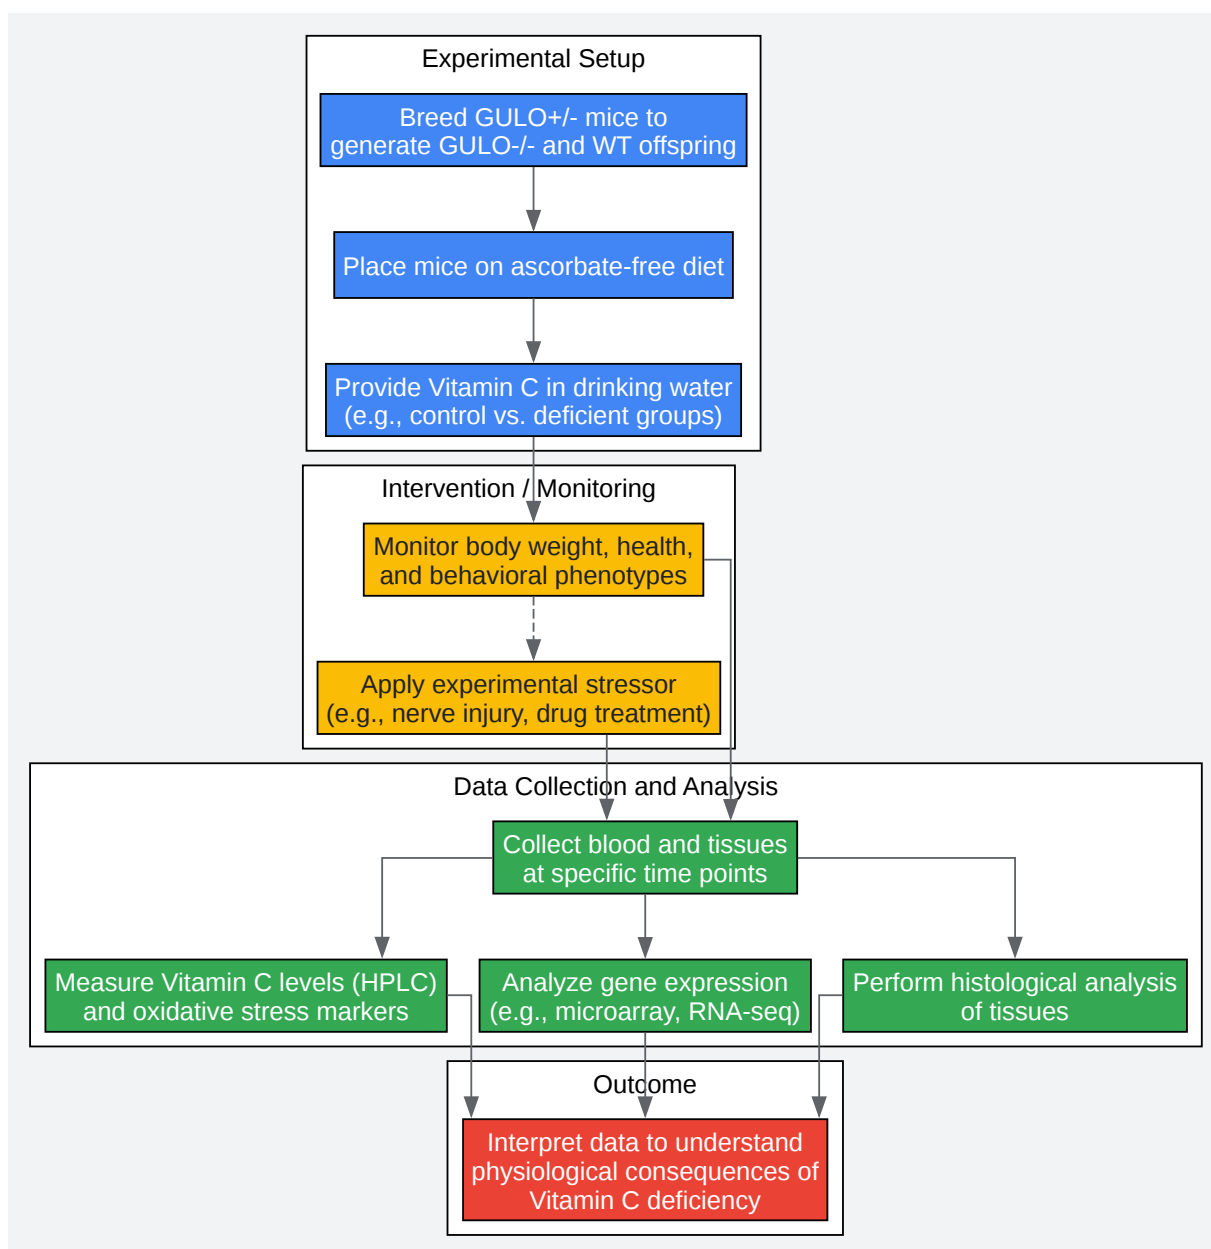 Experimental Setup
Breed GULO+/- mice to
generate GULO-/- and WT offspring
Place mice on ascorbate-free diet
Provide Vitamin C in drinking water
(e.g., control vs. deficient groups)
Intervention / Monitoring
Monitor body weight, health,
and behavioral phenotypes
Apply experimental stressor
(e.g., nerve injury, drug treatment)
Data Collection and Analysis
Collect blood and tissues
at specific time points
Measure Vitamin C levels (HPLC)
and oxidative stress markers
Analyze gene expression
(e.g., microarray, RNA-seq)
Perform histological analysis
of tissues
Outcome
Interpret data to understand
physiological consequences of
Vitamin C deficiency